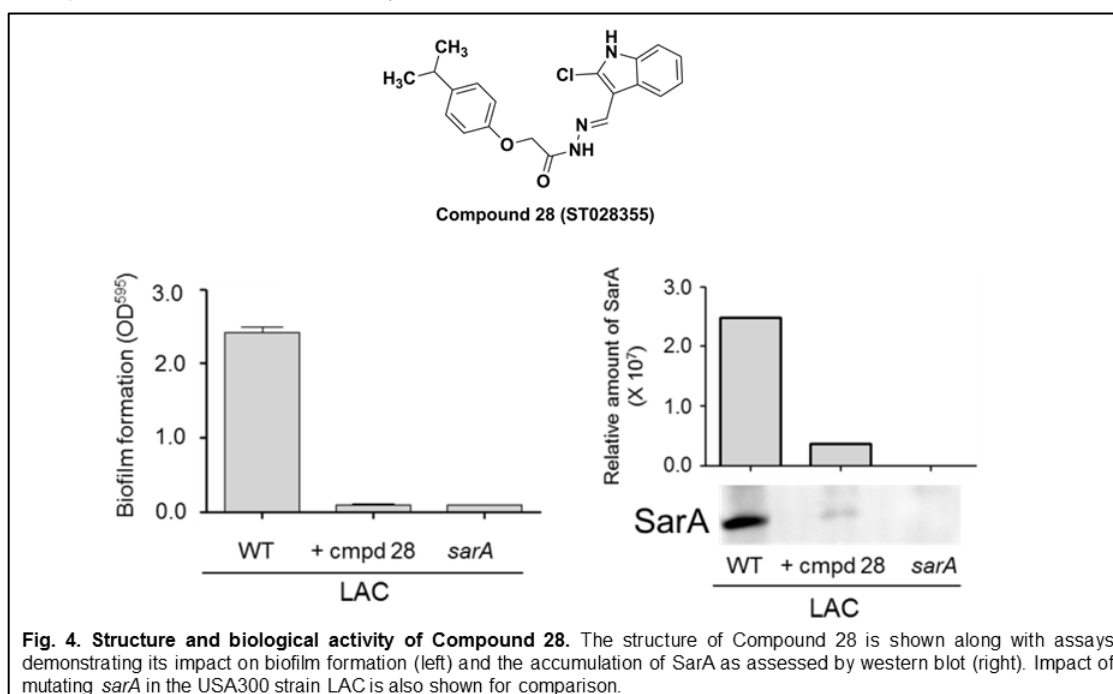 CH3
H3C
H
N
Cl
N
O
NH
O
Compound 28 (ST028355)
Biofilm formation (OD595)
3.0
2.0
1.0
0.0
WT + cmpd 28 sarA
LAC
Relative amount of SarA
(X 10⁷)
3.0
2.0
1.0
0.0
SarA
WT + cmpd 28 sarA
LAC
Fig. 4. Structure and biological activity of Compound 28. The structure of Compound 28 is shown along with assays
demonstrating its impact on biofilm formation (left) and the accumulation of SarA as assessed by western blot (right). Impact of
mutating sarA in the USA300 strain LAC is also shown for comparison.